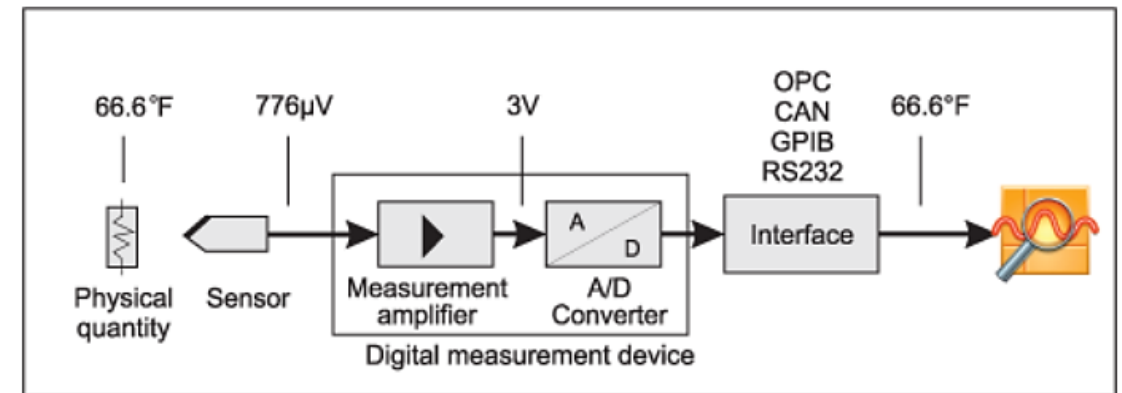 66.6°F
776µV
3V
OPC
CAN
GPIB
RS232
66.6°F
A
D
Interface
Physical
quantity
Sensor
Measurement
amplifier
A/D
Converter
Digital measurement device